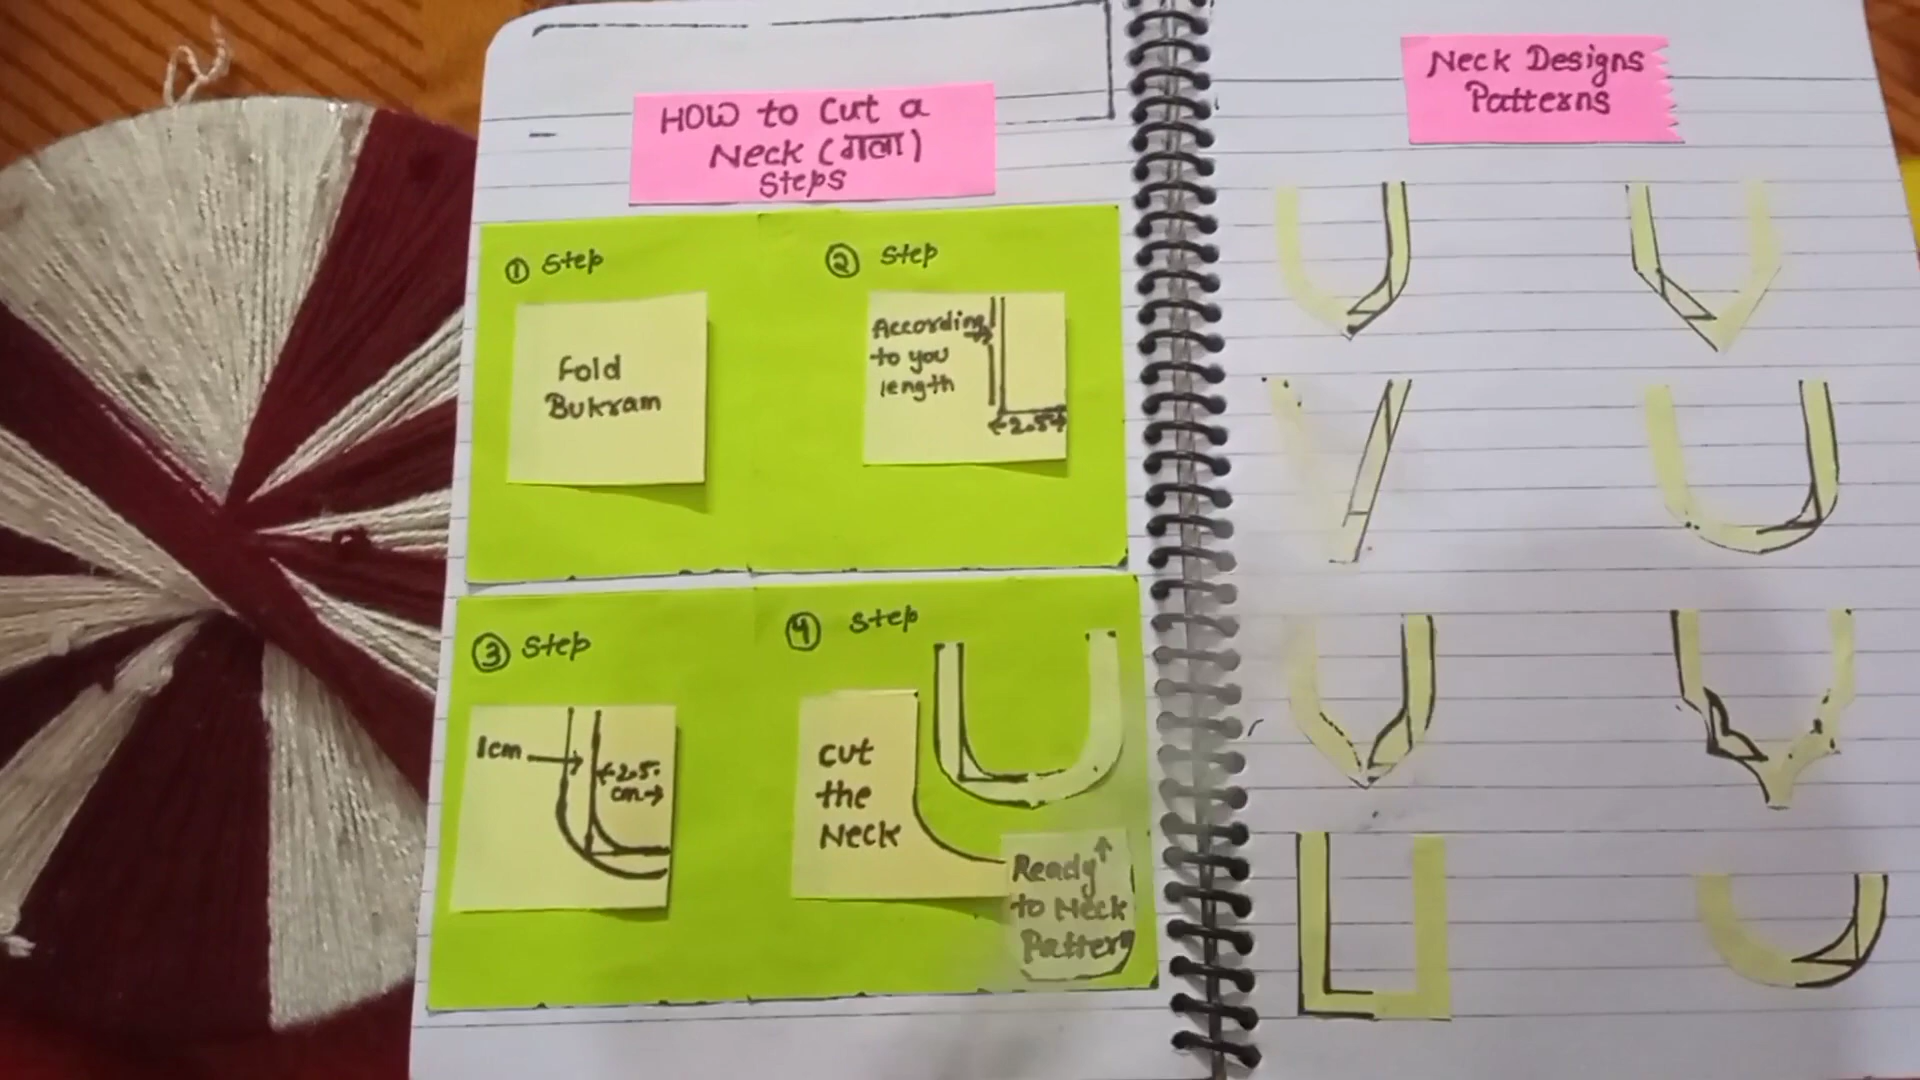 HOW to Cut a
Neck (गला)
Steps
① Step
Fold
Bukram
② Step
According
to you
length
2.5
③ Step
1cm
2.5.
cm
④ Step
Cut
the
Neck
Ready
to Neck
Pattern
Neck Designs
Patterns